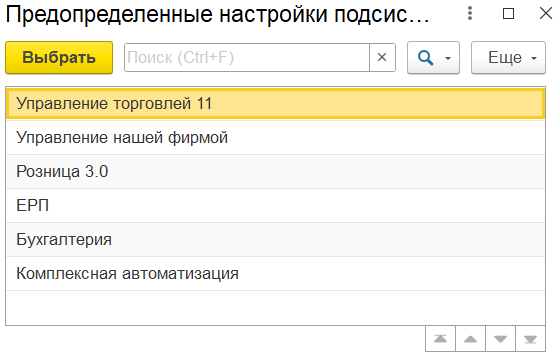 Предопределенные настройки подсис...
Выбрать
Поиск (Ctrl+F)
Еще
Управление торговлей 11
Управление нашей фирмой
Розница 3.0
ЕРП
Бухгалтерия
Комплексная автоматизация